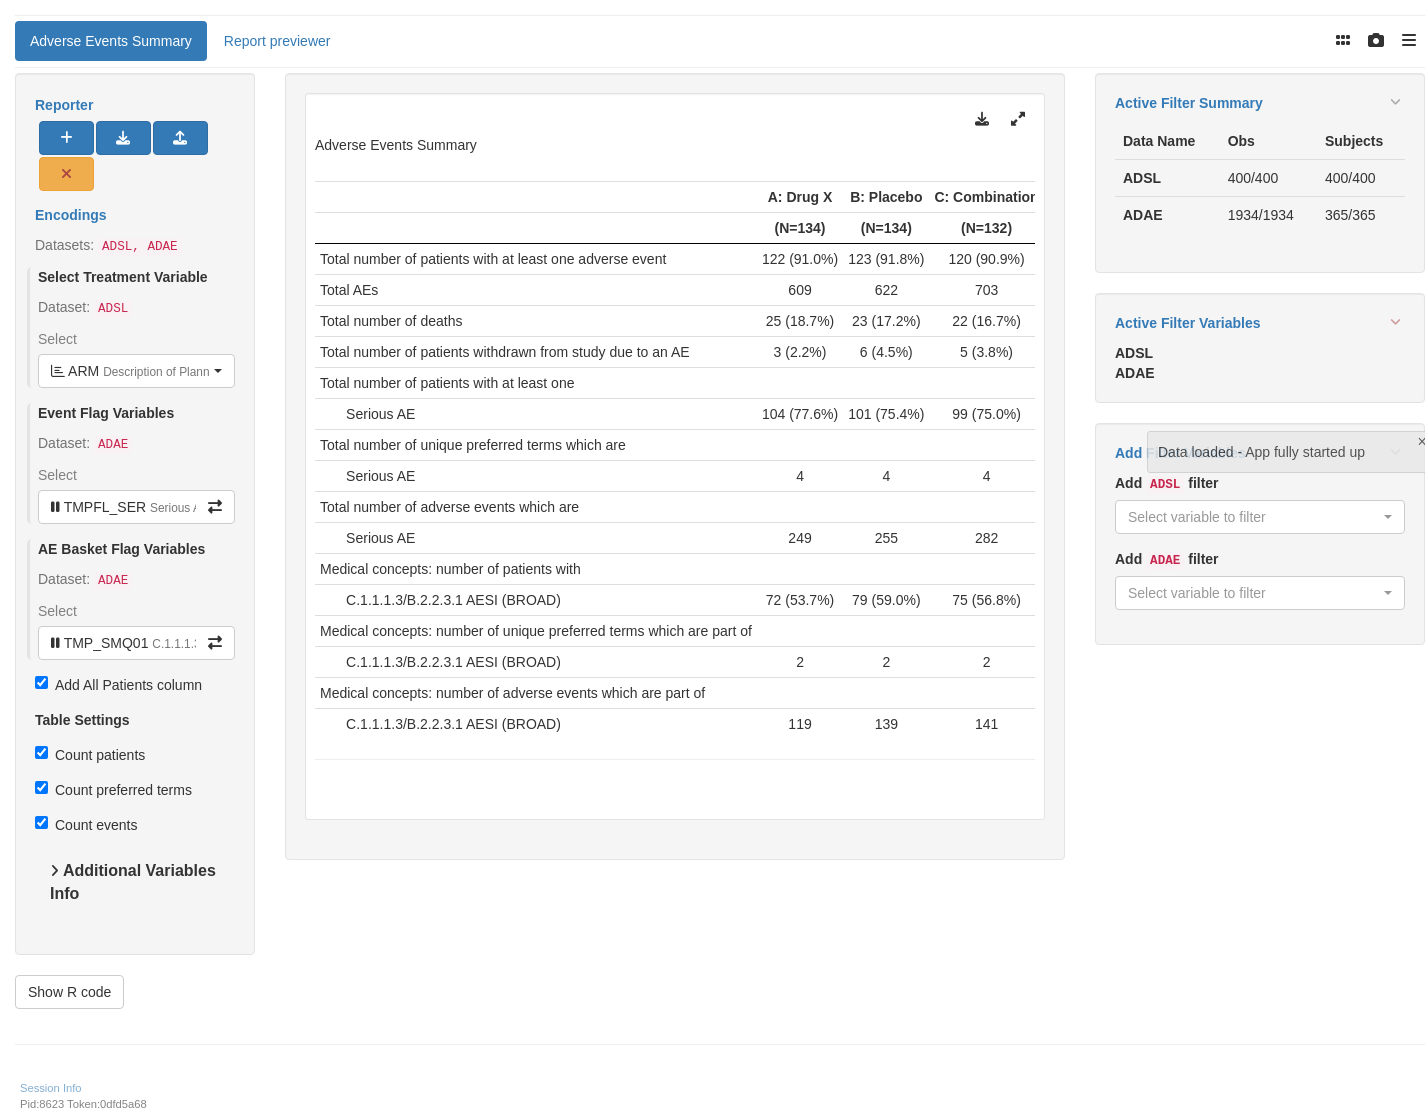 Adverse Events Summary
Report previewer
Reporter
Encodings
Datasets: ADSL, ADAE
Select Treatment Variable
Dataset: ADSL
Select
ARM Description of Plann
Event Flag Variables
Dataset: ADAE
Select
TMPFL_SER Serious A
AE Basket Flag Variables
Dataset: ADAE
Select
TMP_SMQ01 C.1.1.1.3
Add All Patients column
Table Settings
Count patients
Count preferred terms
Count events
Additional Variables
Info
Show R code
Adverse Events Summary
A: Drug X B: Placebo C: Combination
(N=134) (N=134) (N=132)
Total number of patients with at least one adverse event 122 (91.0%) 123 (91.8%) 120 (90.9%)
Total AEs 609 622 703
Total number of deaths 25 (18.7%) 23 (17.2%) 22 (16.7%)
Total number of patients withdrawn from study due to an AE 3 (2.2%) 6 (4.5%) 5 (3.8%)
Total number of patients with at least one
Serious AE 104 (77.6%) 101 (75.4%) 99 (75.0%)
Total number of unique preferred terms which are
Serious AE 4 4 4
Total number of adverse events which are
Serious AE 249 255 282
Medical concepts: number of patients with
C.1.1.1.3/B.2.2.3.1 AESI (BROAD) 72 (53.7%) 79 (59.0%) 75 (56.8%)
Medical concepts: number of unique preferred terms which are part of
C.1.1.1.3/B.2.2.3.1 AESI (BROAD) 2 2 2
Medical concepts: number of adverse events which are part of
C.1.1.1.3/B.2.2.3.1 AESI (BROAD) 119 139 141
Active Filter Summary
Data Name Obs Subjects
ADSL 400/400 400/400
ADAE 1934/1934 365/365
Active Filter Variables
ADSL
ADAE
Add
Data loaded - App fully started up
×
Add ADSL filter
Select variable to filter
Add ADAE filter
Select variable to filter
Session Info
Pid:8623 Token:0dfd5a68